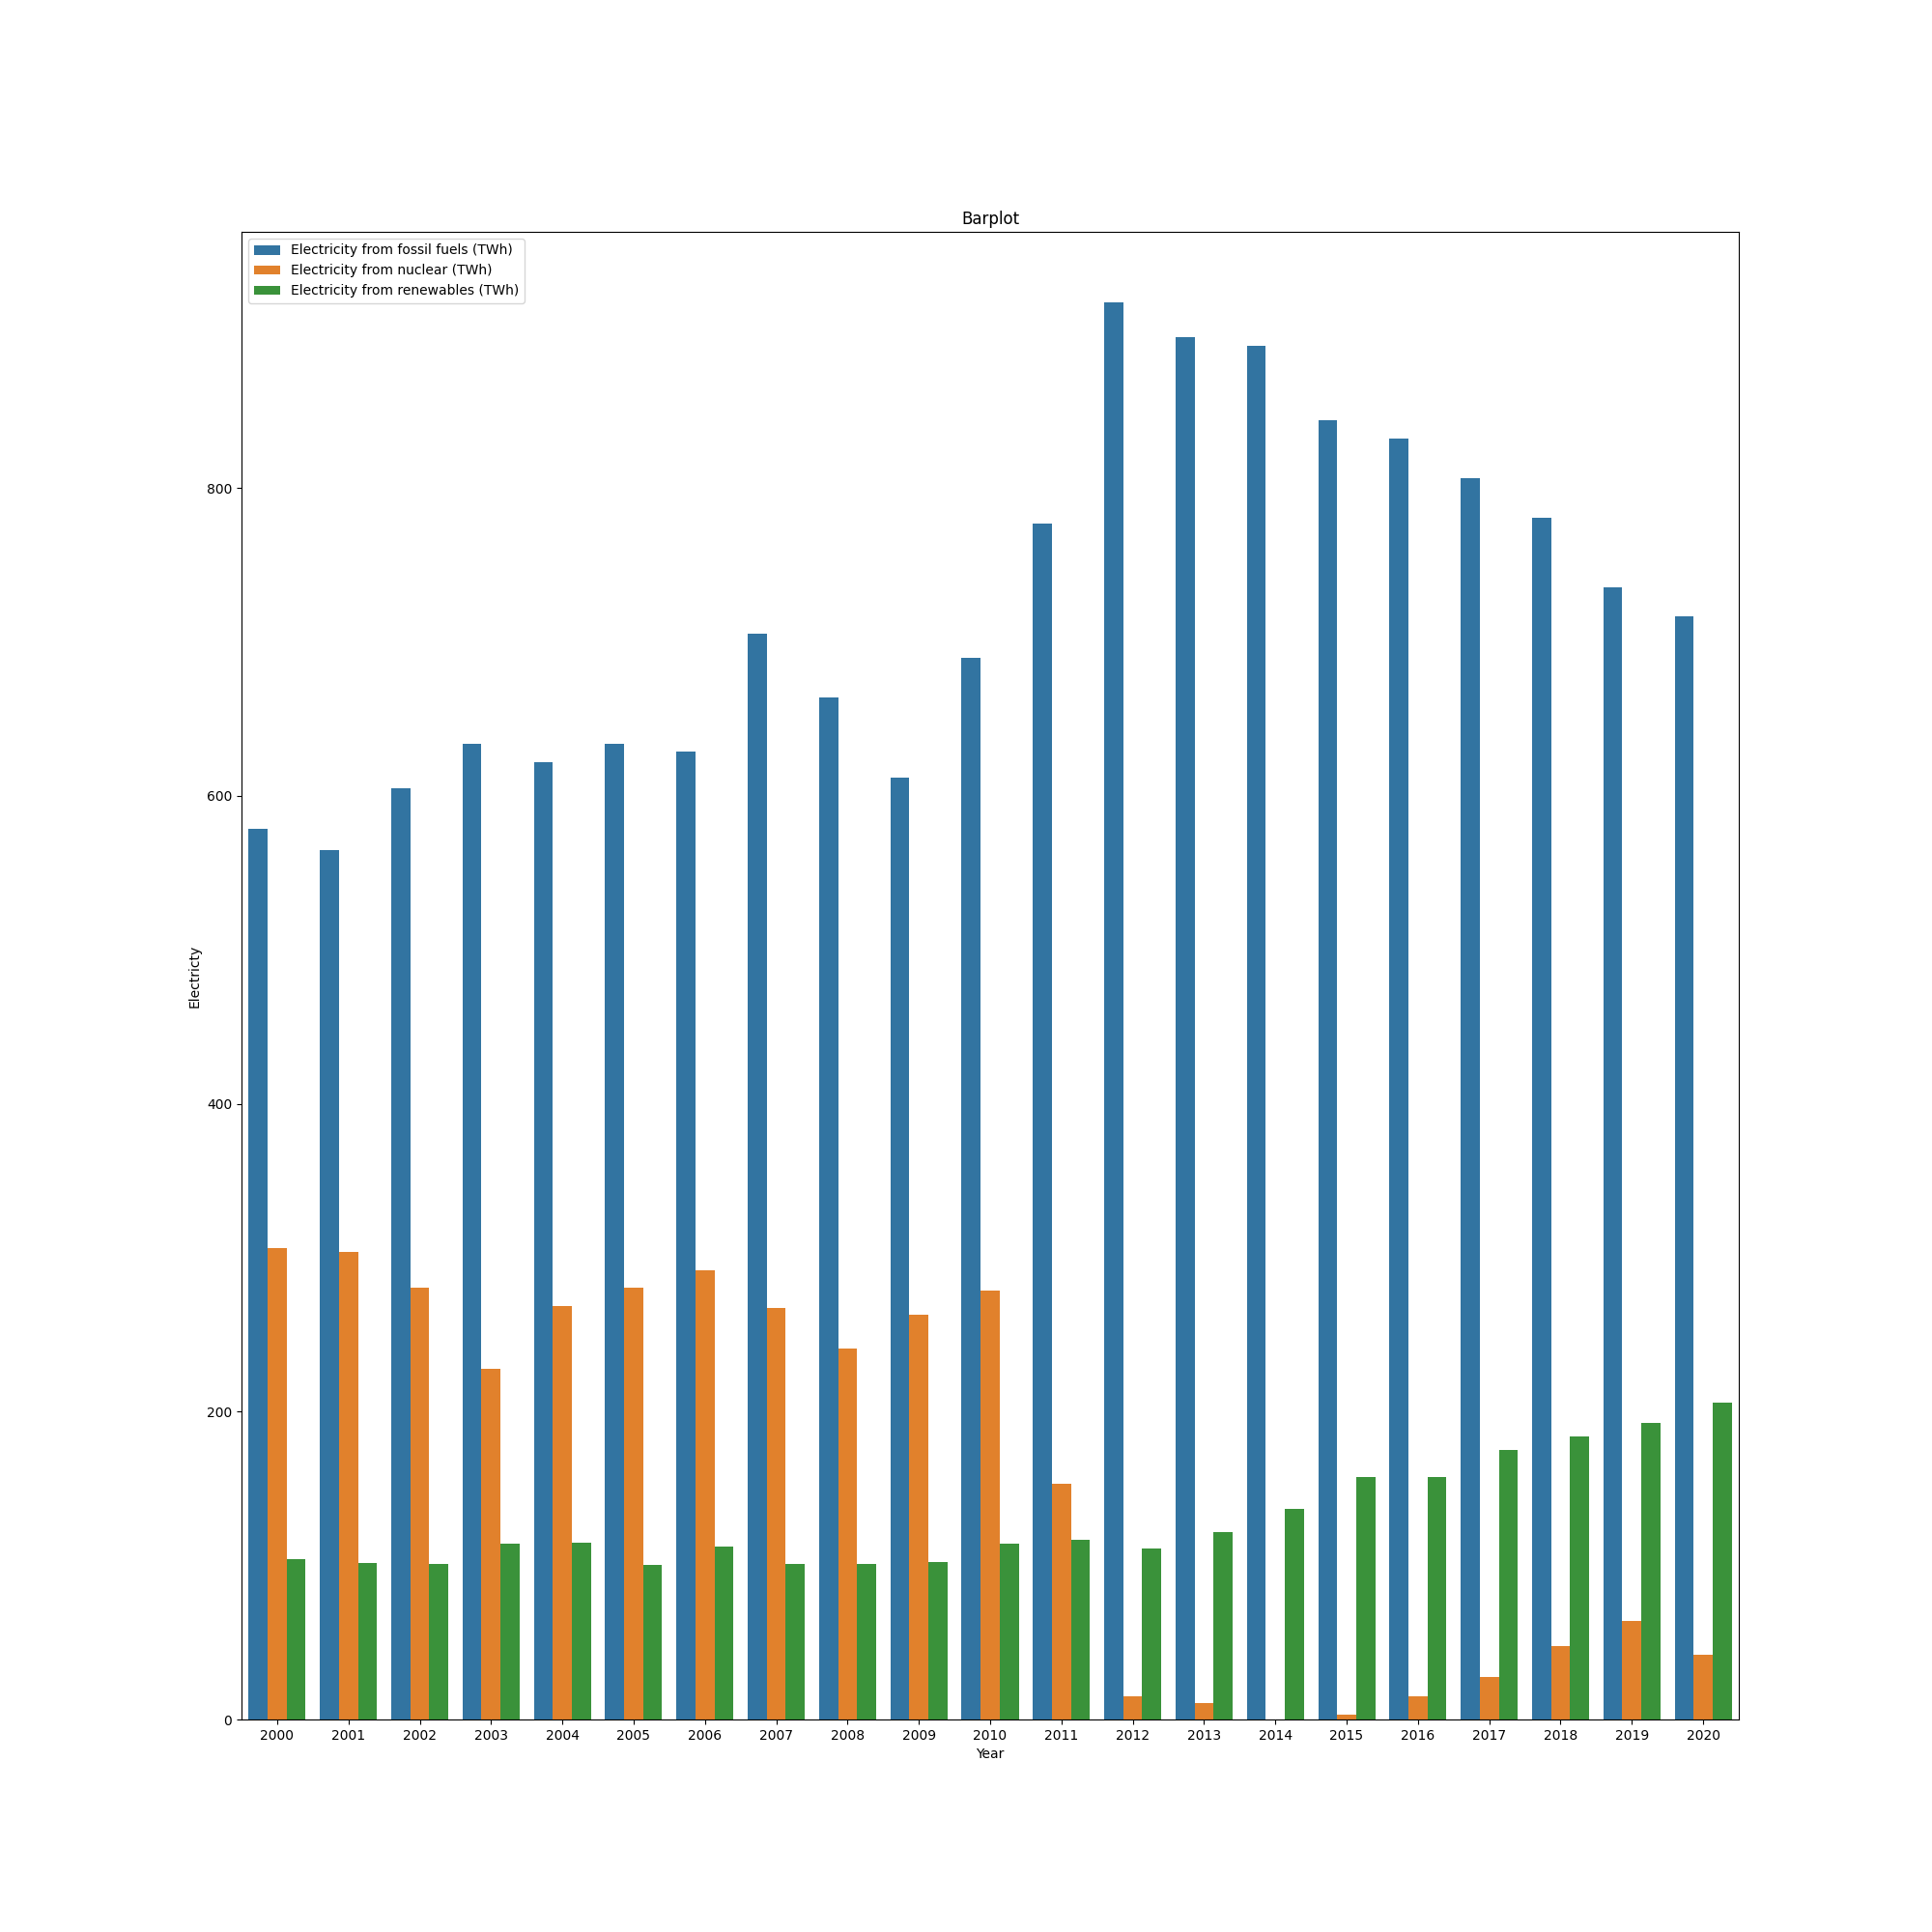 Barplot
Electricity from fossil fuels (TWh)
Electricity from nuclear (TWh)
Electricity from renewables (TWh)
800
600
400
200
0
Electricty
2000 2001 2002 2003 2004 2005 2006 2007 2008 2009 2010 2011 2012 2013 2014 2015 2016 2017 2018 2019 2020
Year